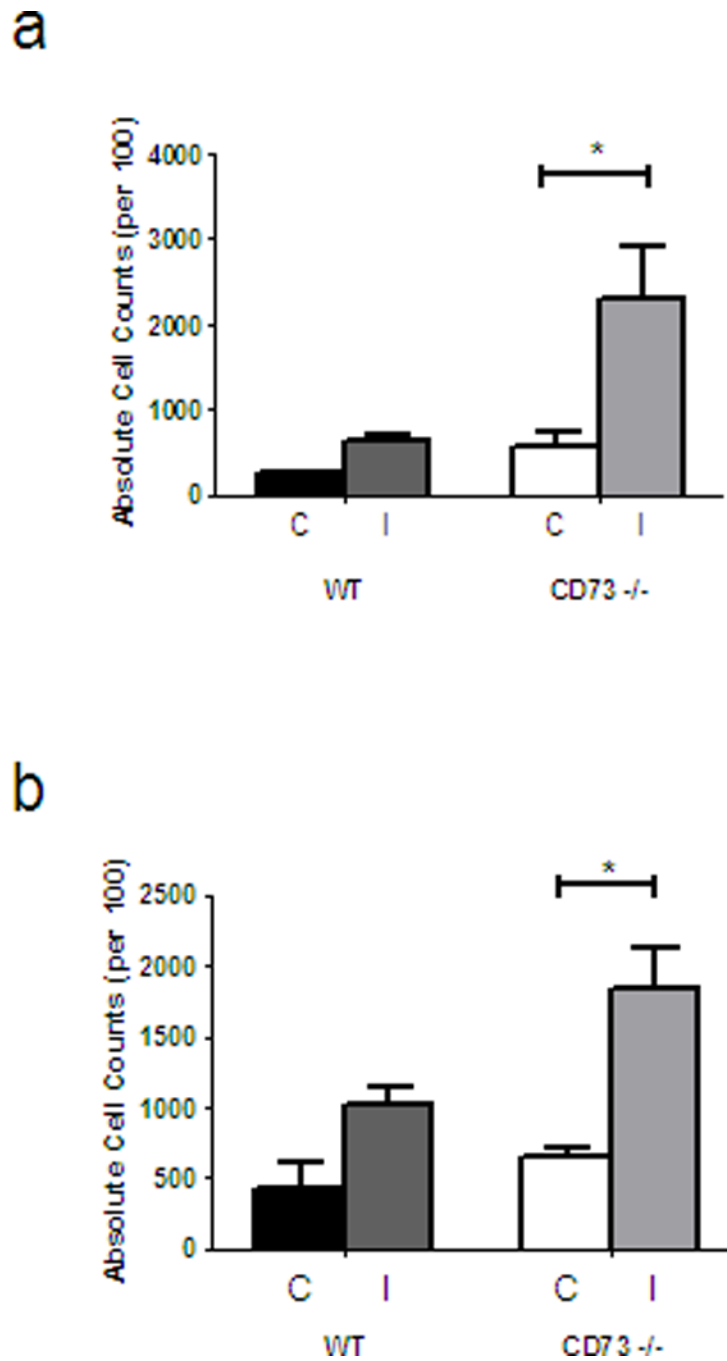 a
Absolute Cell Counts (per 100)
4000
3000
2000
1000
0
*
C I C I
WT CD73 -/-
b
Absolute Cell Counts (per 100)
2500
2000
1500
1000
500
0
*
C I C I
WT CD73 -/-